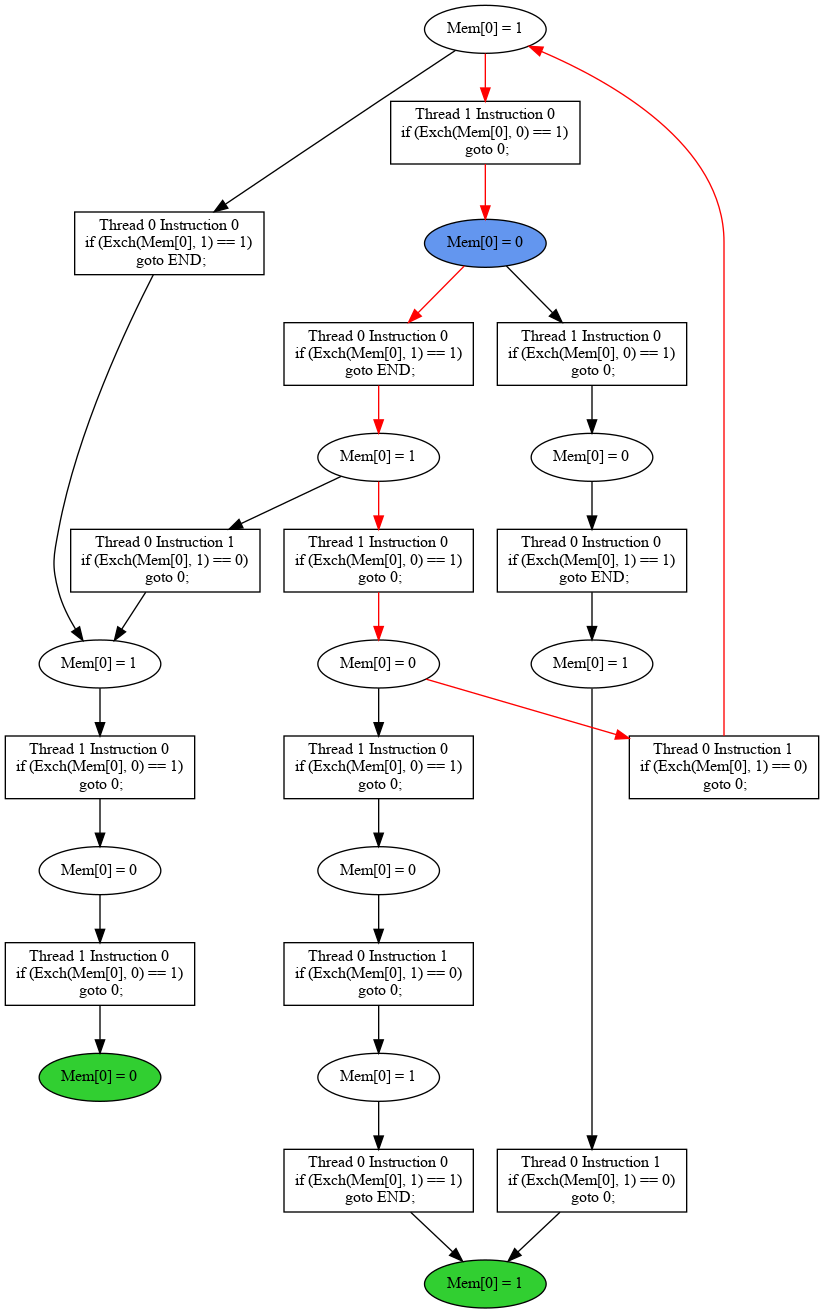 Mem[0] = 1
Thread 1 Instruction 0
if (Exch(Mem[0], 0) == 1)
goto 0;
Thread 0 Instruction 0
if (Exch(Mem[0], 1) == 1)
goto END;
Mem[0] = 0
Thread 0 Instruction 0
if (Exch(Mem[0], 1) == 1)
goto END;
Thread 1 Instruction 0
if (Exch(Mem[0], 0) == 1)
goto 0;
Mem[0] = 1
Mem[0] = 0
Thread 0 Instruction 1
if (Exch(Mem[0], 1) == 0)
goto 0;
Thread 1 Instruction 0
if (Exch(Mem[0], 0) == 1)
goto 0;
Thread 0 Instruction 0
if (Exch(Mem[0], 1) == 1)
goto END;
Mem[0] = 1
Mem[0] = 0
Mem[0] = 1
Thread 1 Instruction 0
if (Exch(Mem[0], 0) == 1)
goto 0;
Thread 1 Instruction 0
if (Exch(Mem[0], 0) == 1)
goto 0;
Thread 0 Instruction 1
if (Exch(Mem[0], 1) == 0)
goto 0;
Mem[0] = 0
Mem[0] = 0
Thread 1 Instruction 0
if (Exch(Mem[0], 0) == 1)
goto 0;
Thread 0 Instruction 1
if (Exch(Mem[0], 1) == 0)
goto 0;
Mem[0] = 0
Mem[0] = 1
Thread 0 Instruction 0
if (Exch(Mem[0], 1) == 1)
goto END;
Thread 0 Instruction 1
if (Exch(Mem[0], 1) == 0)
goto 0;
Mem[0] = 1